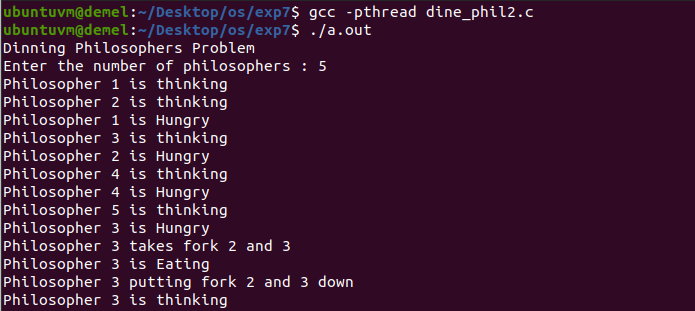 ubuntuvm@demel:~/Desktop/os/exp7$ gcc -pthread dine_phil2.c
ubuntuvm@demel:~/Desktop/os/exp7$ ./a.out
Dinning Philosophers Problem
Enter the number of philosophers : 5
Philosopher 1 is thinking
Philosopher 2 is thinking
Philosopher 1 is Hungry
Philosopher 3 is thinking
Philosopher 2 is Hungry
Philosopher 4 is thinking
Philosopher 4 is Hungry
Philosopher 5 is thinking
Philosopher 3 is Hungry
Philosopher 3 takes fork 2 and 3
Philosopher 3 is Eating
Philosopher 3 putting fork 2 and 3 down
Philosopher 3 is thinking